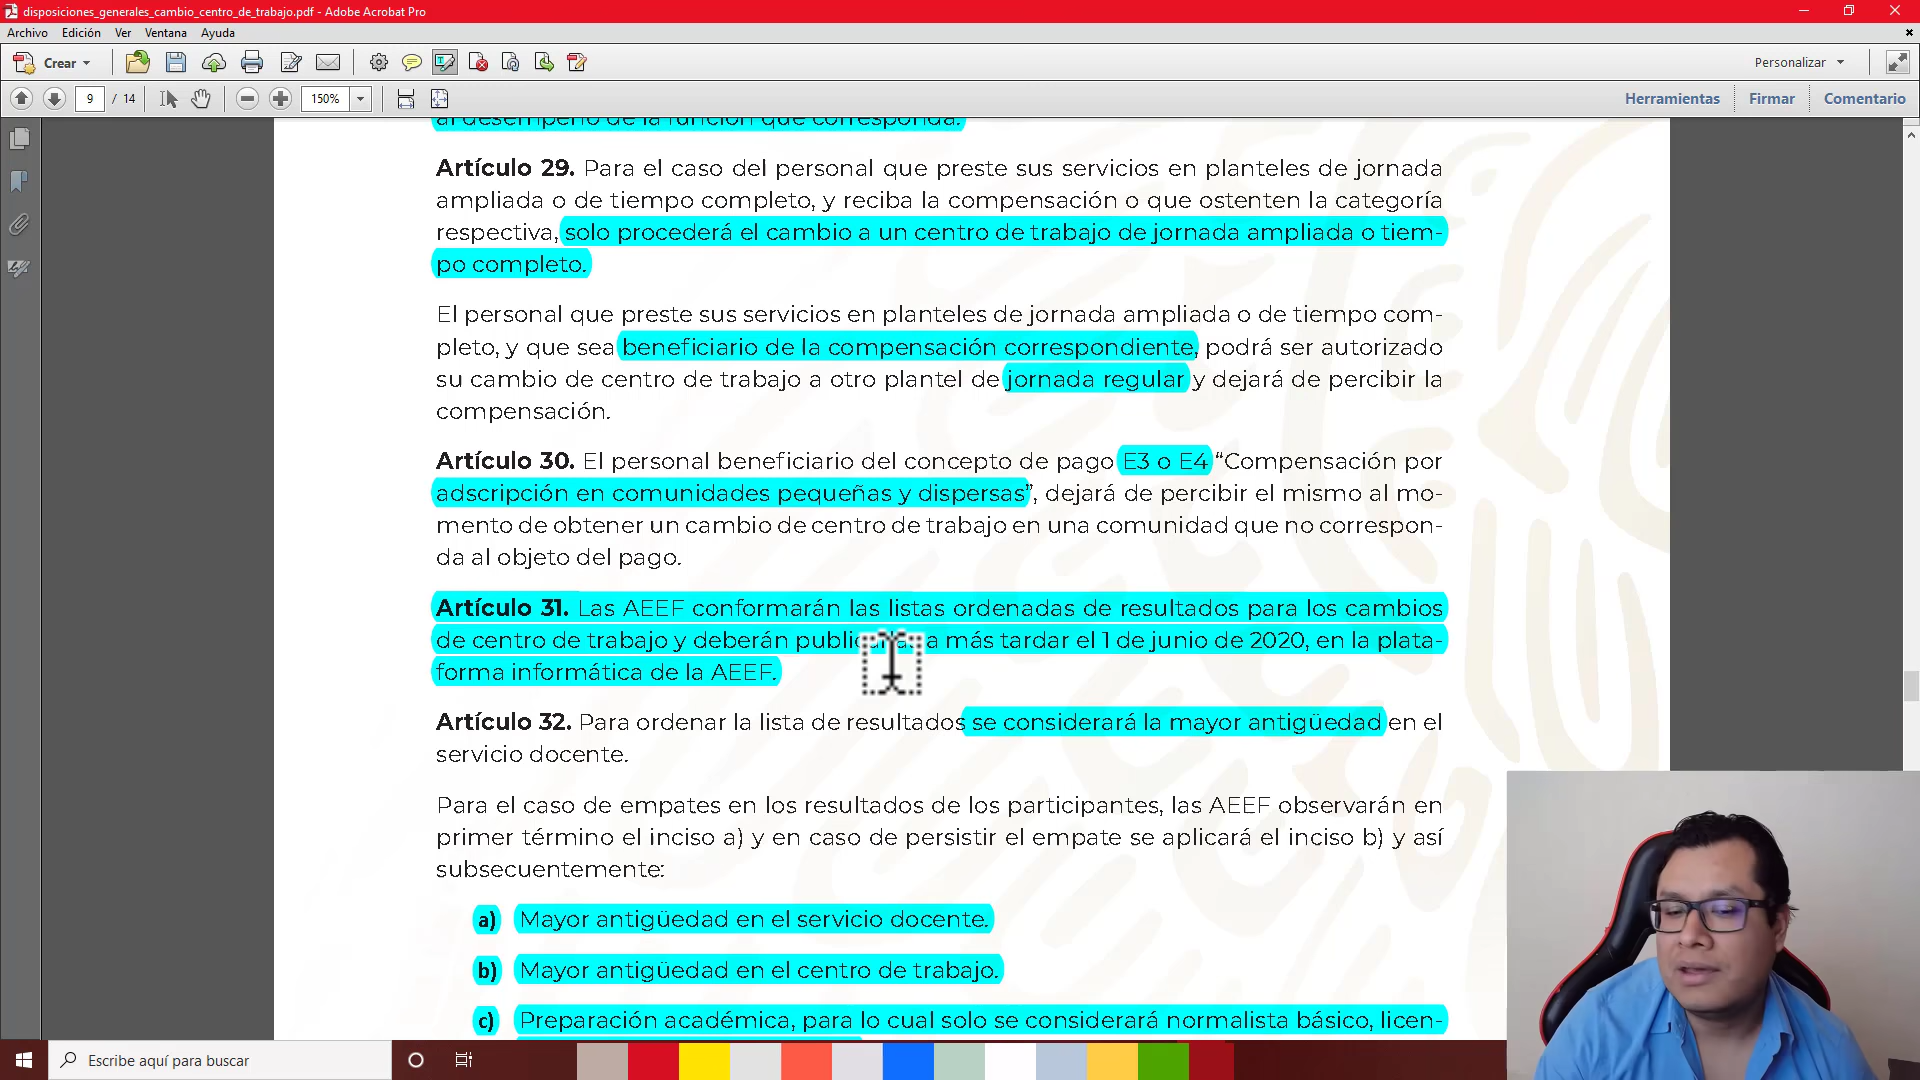 disposiciones_generales_cambio_centro_de_trabajo.pdf - Adobe Acrobat Pro
Archivo Edición Ver Ventana Ayuda
Crear
Personalizar
9 / 14
150%
Herramientas Firmar Comentario
al desempeño de la función que corresponda.
Artículo 29. Para el caso del personal que preste sus servicios en planteles de jornada
ampliada o de tiempo completo, y reciba la compensación o que ostenten la categoría
respectiva, solo procederá el cambio a un centro de trabajo de jornada ampliada o tiem-
po completo.
El personal que preste sus servicios en planteles de jornada ampliada o de tiempo com-
pleto, y que sea beneficiario de la compensación correspondiente, podrá ser autorizado
su cambio de centro de trabajo a otro plantel de jornada regular y dejará de percibir la
compensación.
Artículo 30. El personal beneficiario del concepto de pago E3 o E4 “Compensación por
adscripción en comunidades pequeñas y dispersas”, dejará de percibir el mismo al mo-
mento de obtener un cambio de centro de trabajo en una comunidad que no correspon-
da al objeto del pago.
Artículo 31. Las AEEF conformarán las listas ordenadas de resultados para los cambios
de centro de trabajo y deberán a más tardar el 1 de junio de 2020, en la plata-
forma informática de la AEEF.
Artículo 32. Para ordenar la lista de resultados se considerará la mayor antigüedad en el
servicio docente.
Para el caso de empates en los resultados de los participantes, las AEEF observarán en
primer término el inciso a) y en caso de persistir el empate se aplicará el inciso b) y así
subsecuentemente:
a) Mayor antigüedad en el servicio docente.
b) Mayor antigüedad en el centro de trabajo.
c) Preparación académica, para lo cual solo se considerará normalista básico, licen-
Escribe aquí para buscar